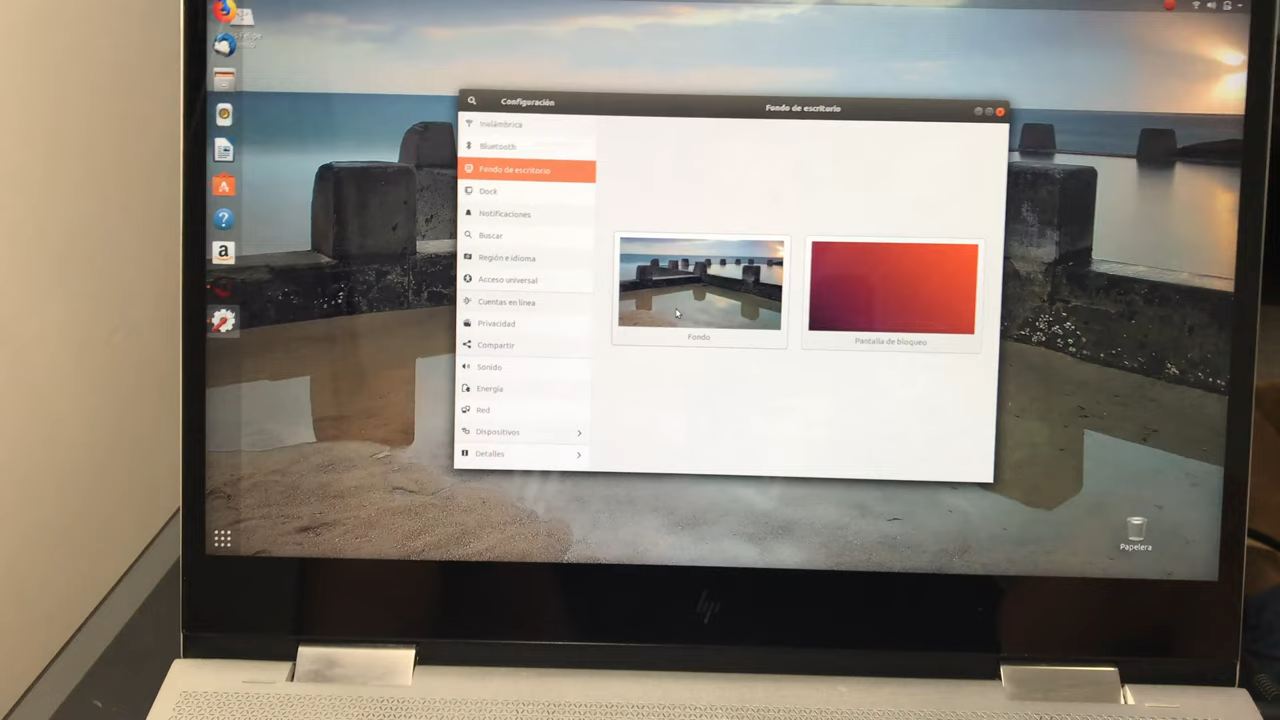 Configuración
Fondo de escritorio
Inalámbrica
Bluetooth
Fondo de escritorio
Dock
Notificaciones
Buscar
Región e idioma
Acceso universal
Cuentas en línea
Privacidad
Compartir
Sonido
Energía
Red
Dispositivos
Detalles
Fondo
Pantalla de bloqueo
Papelera
a
?
hp